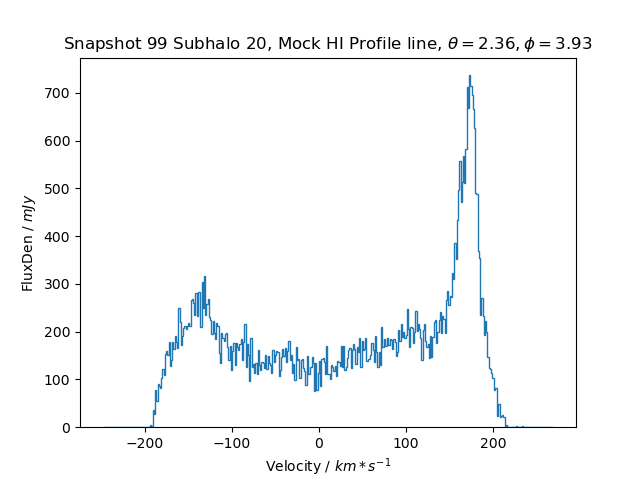 Snapshot 99 Subhalo 20, Mock HI Profile line, θ = 2.36, ϕ = 3.93
FluxDen / mJy
700
600
500
400
300
200
100
0
−200 −100 0 100 200
Velocity / km * s⁻¹